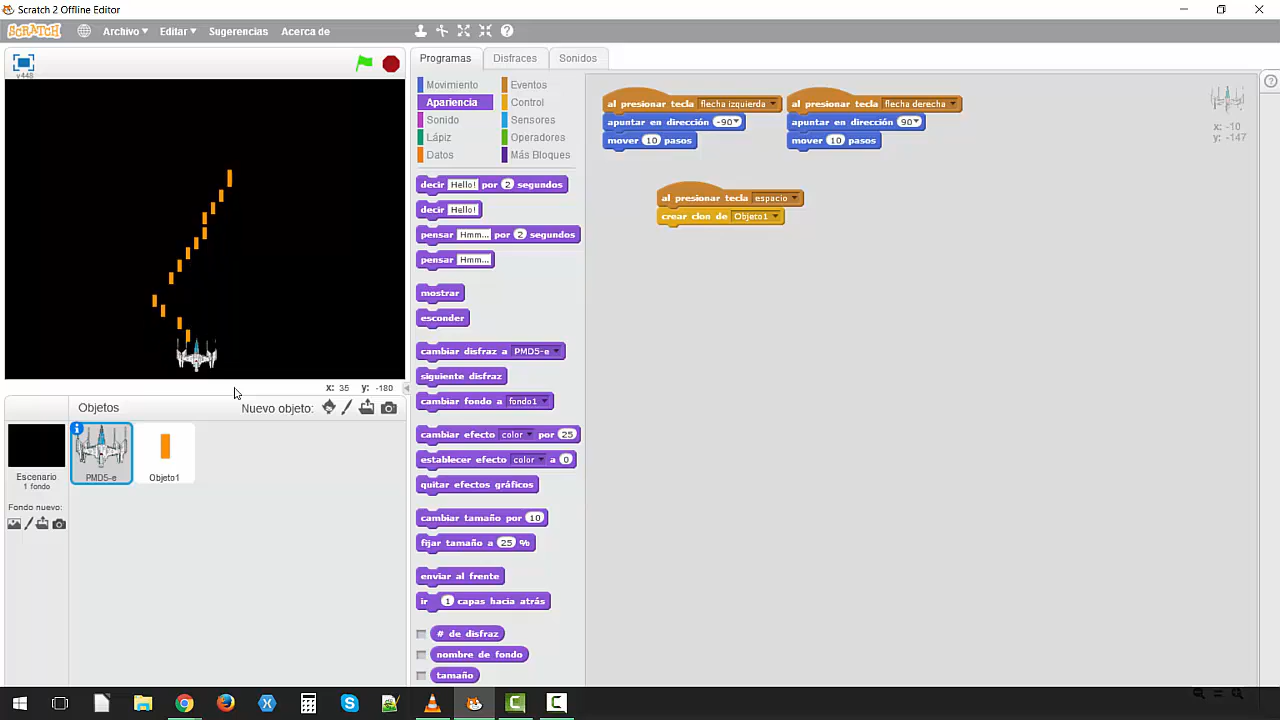 Scratch 2 Offline Editor
SCRATCH Archivo Editar Sugerencias Acerca de
v448
Programas Disfraces Sonidos
Movimiento Eventos
Apariencia Control
Sonido Sensores
Lápiz Operadores
Datos Más Bloques
decir Hello! por 2 segundos
decir Hello!
pensar Hmm... por 2 segundos
pensar Hmm...
mostrar
esconder
cambiar disfraz a PMD5-e
siguiente disfraz
cambiar fondo a fondo1
cambiar efecto color por 25
establecer efecto color a 0
quitar efectos gráficos
cambiar tamaño por 10
fijar tamaño a 25 %
enviar al frente
ir 1 capas hacia atrás
# de disfraz
nombre de fondo
tamaño
al presionar tecla flecha izquierda
apuntar en dirección -90
mover 10 pasos
al presionar tecla flecha derecha
apuntar en dirección 90
mover 10 pasos
al presionar tecla espacio
crear clon de Objeto1
x: -10
y: -147
x: 35 y: -180
Objetos Nuevo objeto:
Escenario
1 fondo
Fondo nuevo:
PMD5-e
Objeto1